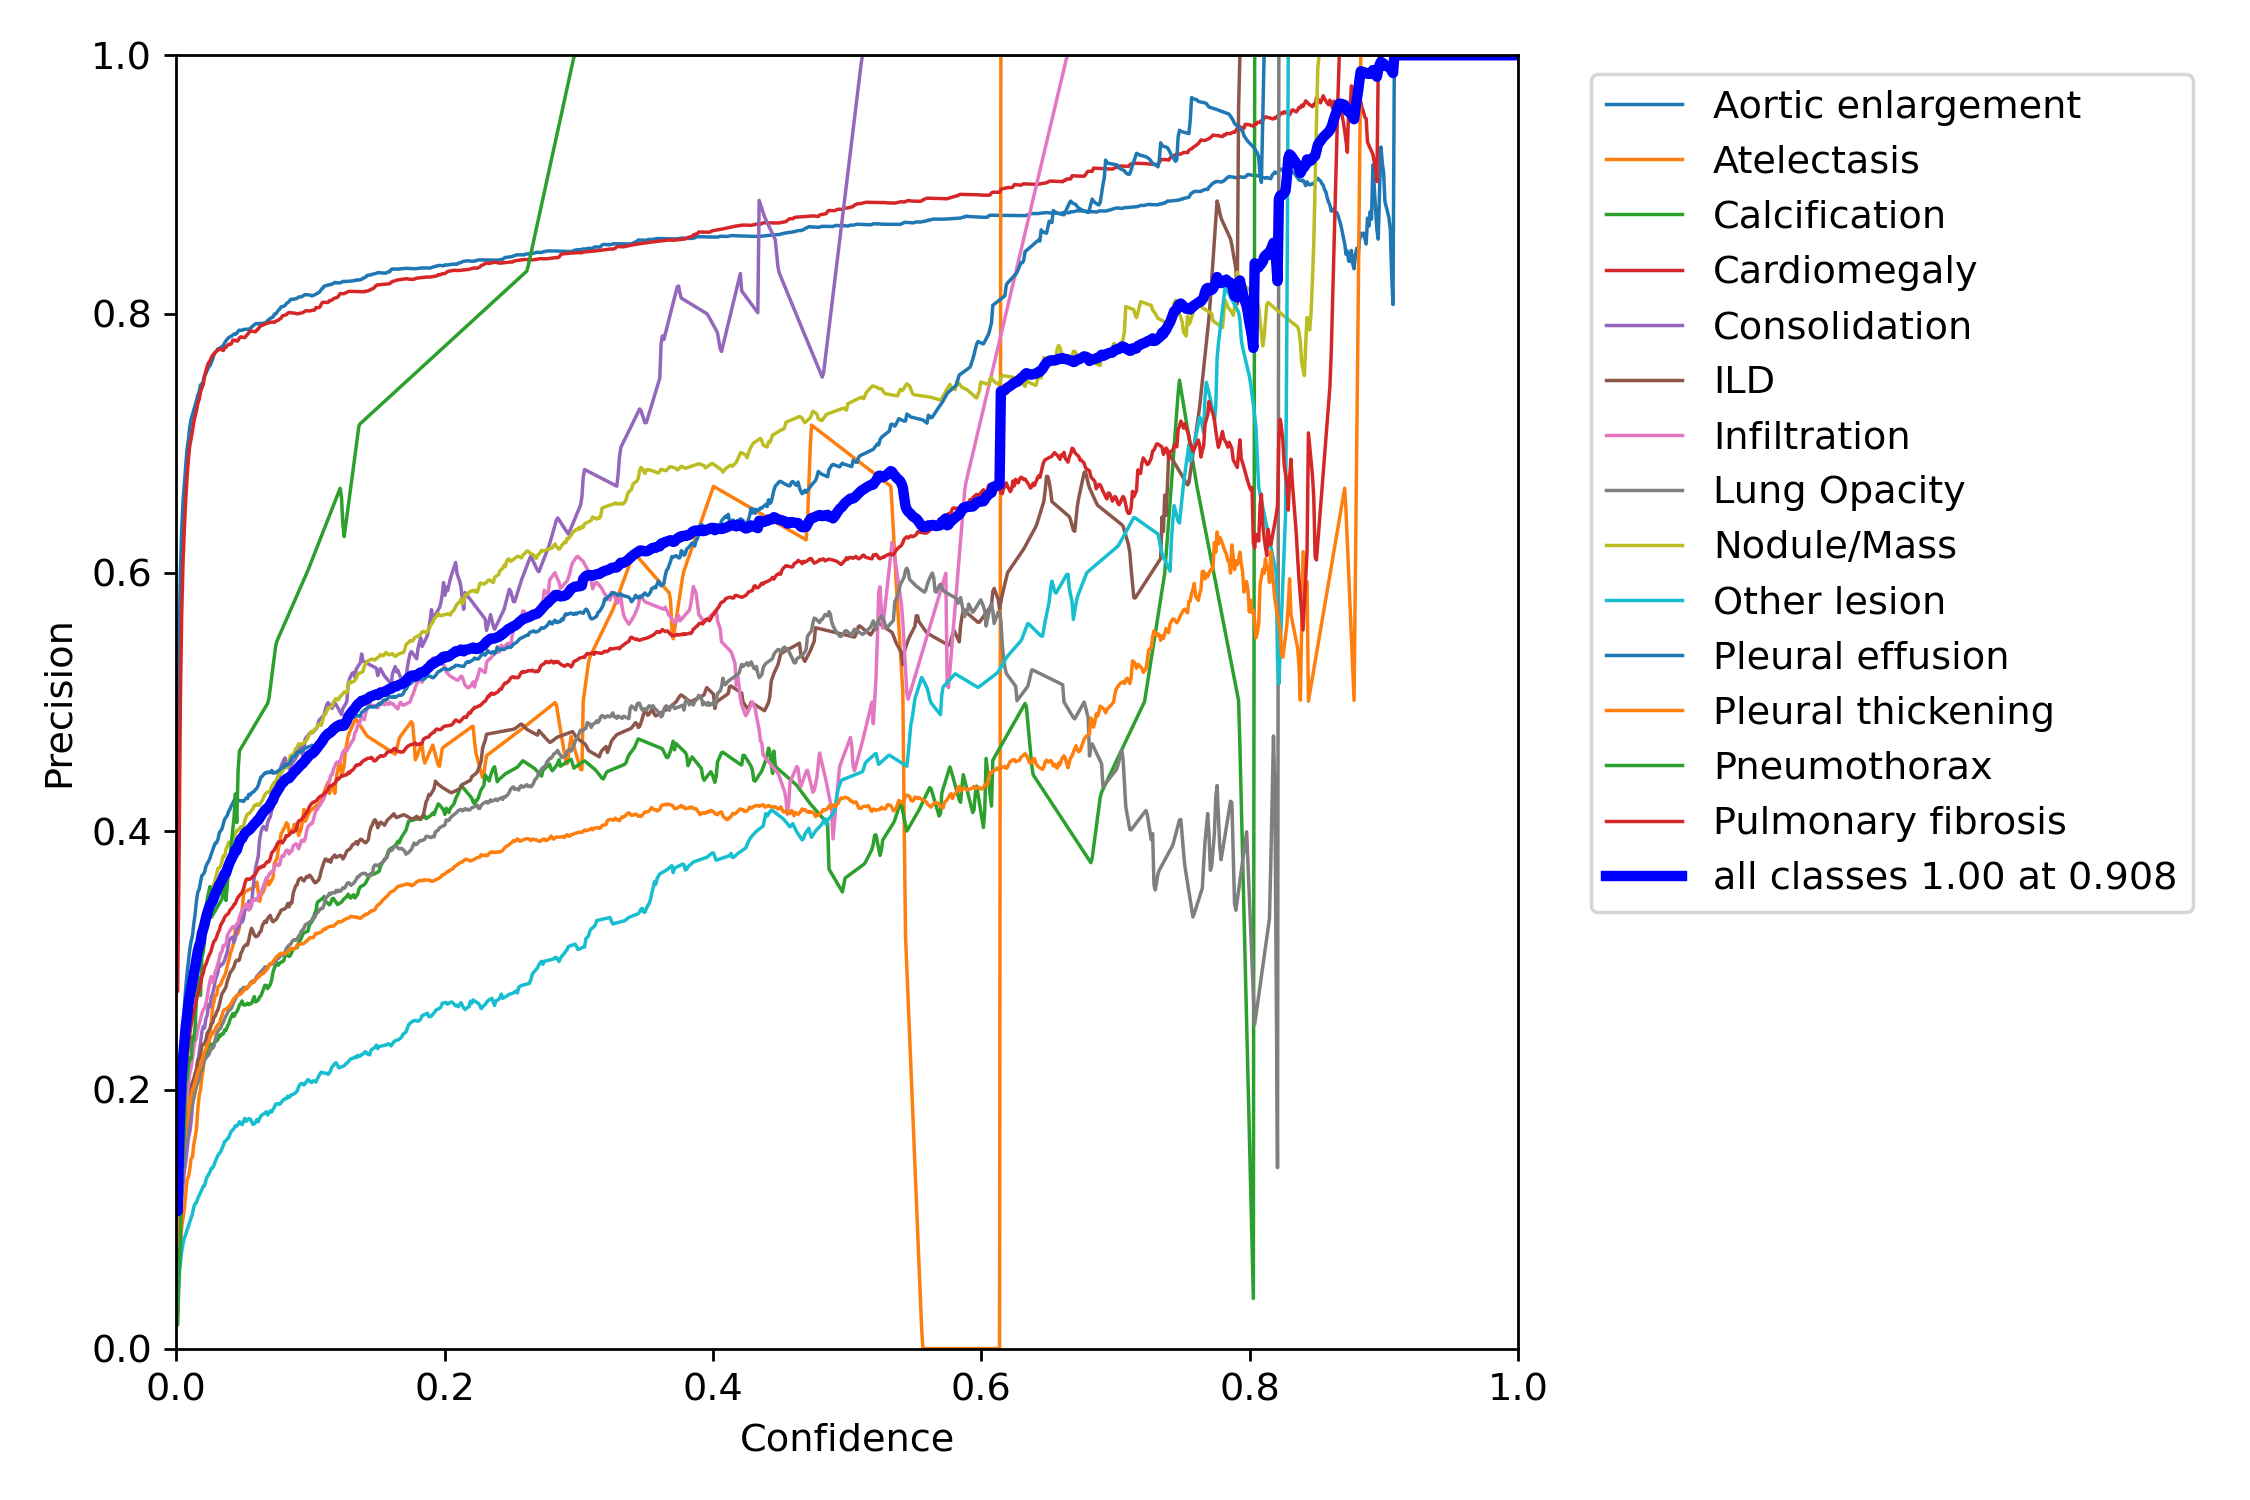 1.0
0.8
0.6
0.4
0.2
0.0
Precision
0.0 0.2 0.4 0.6 0.8 1.0
Confidence
Aortic enlargement
Atelectasis
Calcification
Cardiomegaly
Consolidation
ILD
Infiltration
Lung Opacity
Nodule/Mass
Other lesion
Pleural effusion
Pleural thickening
Pneumothorax
Pulmonary fibrosis
all classes 1.00 at 0.908